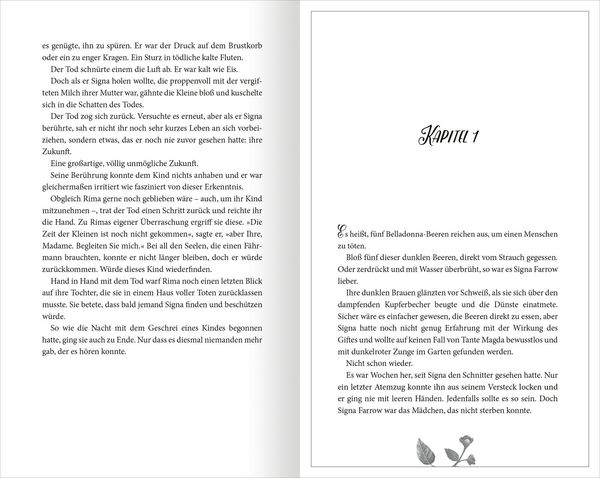 es genügte, ihn zu spüren. Er war der Druck auf dem Brustkorb
oder ein zu enger Kragen. Ein Sturz in tödliche kalte Fluten.
Der Tod schnürte einem die Luft ab. Er war kalt wie Eis.
Doch als er Signa holen wollte, die proppenvoll mit der vergif-
teten Milch ihrer Mutter war, gähnte die Kleine bloß und kuschelte
sich in die Schatten des Todes.
Der Tod zog sich zurück. Versuchte es erneut, aber als er Signa
berührte, sah er nicht ihr noch sehr kurzes Leben an sich vorbei-
ziehen, sondern etwas, das er noch nie zuvor gesehen hatte: ihre
Zukunft.
Eine großartige, völlig unmögliche Zukunft.
Seine Berührung konnte dem Kind nichts anhaben und er war
gleichermaßen irritiert wie fasziniert von dieser Erkenntnis.
Obgleich Rima gerne noch geblieben wäre – auch, um ihr Kind
mitzunehmen –, trat der Tod einen Schritt zurück und reichte ihr
die Hand. Zu Rimas eigener Überraschung ergriff sie diese. »Die
Zeit der Kleinen ist noch nicht gekommen«, sagte er, »aber Ihre,
Madame. Begleiten Sie mich.« Bei all den Seelen, die einen Fähr-
mann brauchten, konnte er nicht länger bleiben, doch er würde
zurückkommen. Würde dieses Kind wiederfinden.
Hand in Hand mit dem Tod warf Rima noch einen letzten Blick
auf ihre Tochter, die sie in einem Haus voller Toten zurücklassen
musste. Sie betete, dass bald jemand Signa finden und beschützen
würde.
So wie die Nacht mit dem Geschrei eines Kindes begonnen
hatte, ging sie auch zu Ende. Nur dass es diesmal niemanden mehr
gab, der es hören konnte.
KAPITEL 1
Es heißt, fünf Belladonna-Beeren reichen aus, um einen Menschen
zu töten.
Bloß fünf dieser dunklen Beeren, direkt vom Strauch gegessen.
Oder zerdrückt und mit Wasser überbrüht, so war es Signa Farrow
lieber.
Ihre dunklen Brauen glänzten vor Schweiß, als sie sich über den
dampfenden Kupferbecher beugte und die Dünste einatmete.
Sicher wäre es einfacher gewesen, die Beeren direkt zu essen, aber
Signa hatte noch nicht genug Erfahrung mit der Wirkung des
Giftes und wollte auf keinen Fall von Tante Magda bewusstlos und
mit dunkelroter Zunge im Garten gefunden werden.
Nicht schon wieder.
Es war Wochen her, seit Signa den Schnitter gesehen hatte. Nur
ein letzter Atemzug konnte ihn aus seinem Versteck locken und
er ging nie mit leeren Händen. Jedenfalls sollte es so sein. Doch
Signa Farrow war das Mädchen, das nicht sterben konnte.